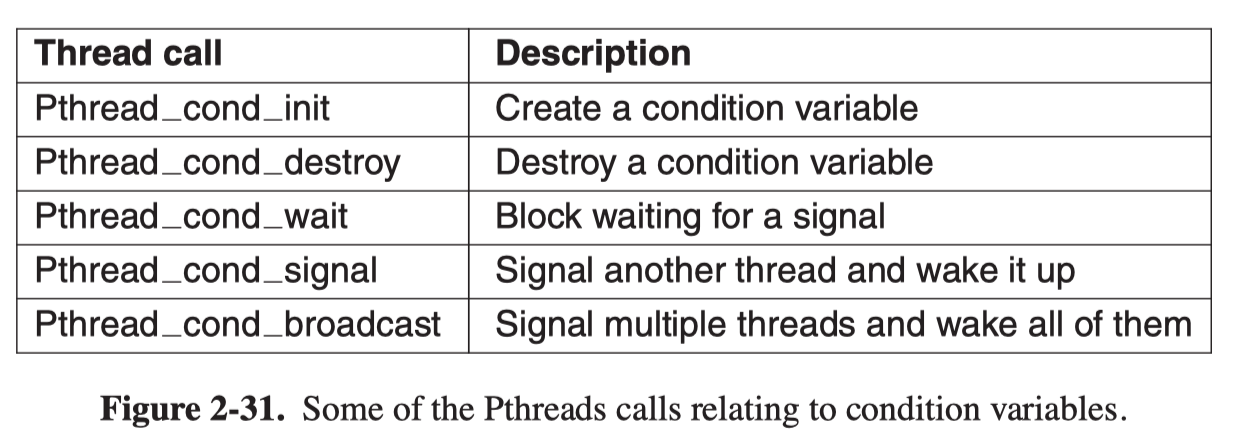 Thread call Description
Pthread_cond_init Create a condition variable
Pthread_cond_destroy Destroy a condition variable
Pthread_cond_wait Block waiting for a signal
Pthread_cond_signal Signal another thread and wake it up
Pthread_cond_broadcast Signal multiple threads and wake all of them
Figure 2-31. Some of the Pthreads calls relating to condition variables.